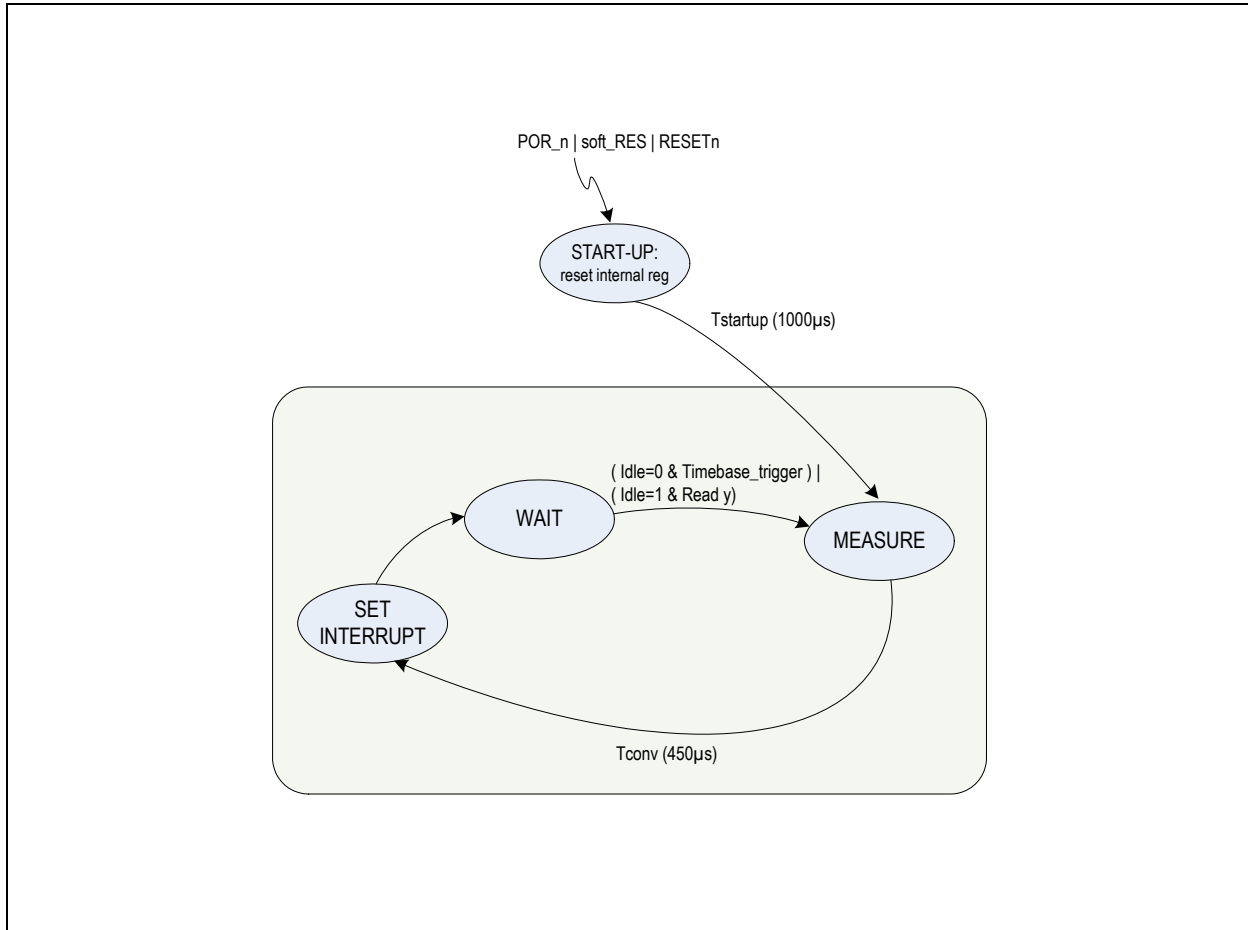 POR_n | soft_RES | RESETn
START-UP:
reset internal reg
Tstartup (1000µs)
( Idle=0 & Timebase_trigger ) |
( Idle=1 & Read y)
WAIT
MEASURE
SET
INTERRUPT
Tconv (450µs)